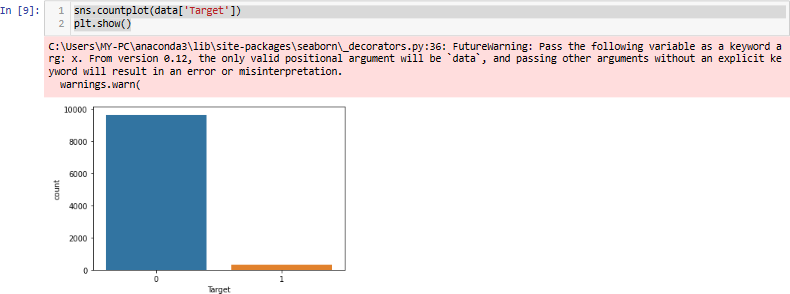 In [9]:
1 sns.countplot(data['Target'])
2 plt.show()
C:\Users\MY-PC\anaconda3\lib\site-packages\seaborn\_decorators.py:36: FutureWarning: Pass the following variable as a keyword a
rg: x. From version 0.12, the only valid positional argument will be `data`, and passing other arguments without an explicit ke
yword will result in an error or misinterpretation.
warnings.warn(
10000
8000
6000
4000
2000
0
count
0 1
Target